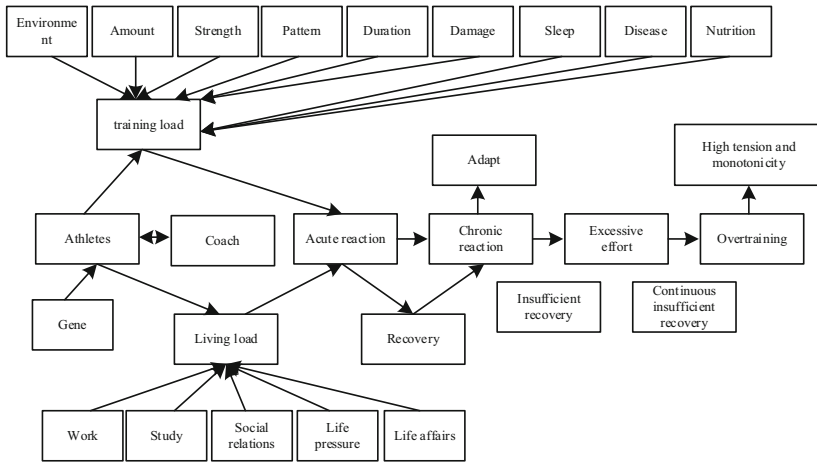 Environme
nt
Amount
Strength
Pattern
Duration
Damage
Sleep
Disease
Nutrition
training load
Adapt
High tension and
monotonicity
Athletes
Coach
Acute reaction
Chronic
reaction
Excessive
effort
Overtraining
Gene
Living load
Recovery
Insufficient
recovery
Continuous
insufficient
recovery
Work
Study
Social
relations
Life
pressure
Life affairs